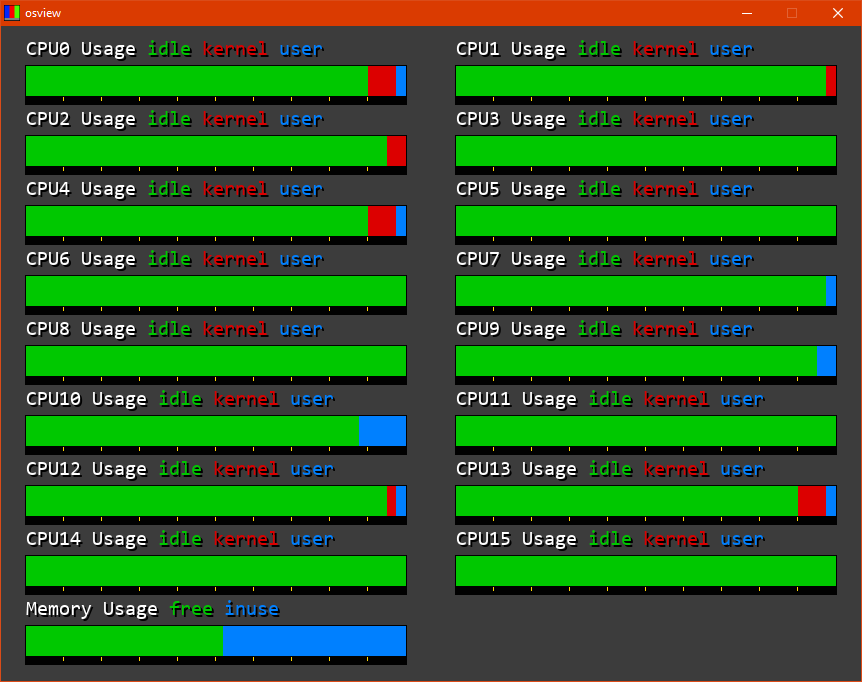 osview
CPU0 Usage idle kernel user
CPU1 Usage idle kernel user
CPU2 Usage idle kernel user
CPU3 Usage idle kernel user
CPU4 Usage idle kernel user
CPU5 Usage idle kernel user
CPU6 Usage idle kernel user
CPU7 Usage idle kernel user
CPU8 Usage idle kernel user
CPU9 Usage idle kernel user
CPU10 Usage idle kernel user
CPU11 Usage idle kernel user
CPU12 Usage idle kernel user
CPU13 Usage idle kernel user
CPU14 Usage idle kernel user
CPU15 Usage idle kernel user
Memory Usage free inuse